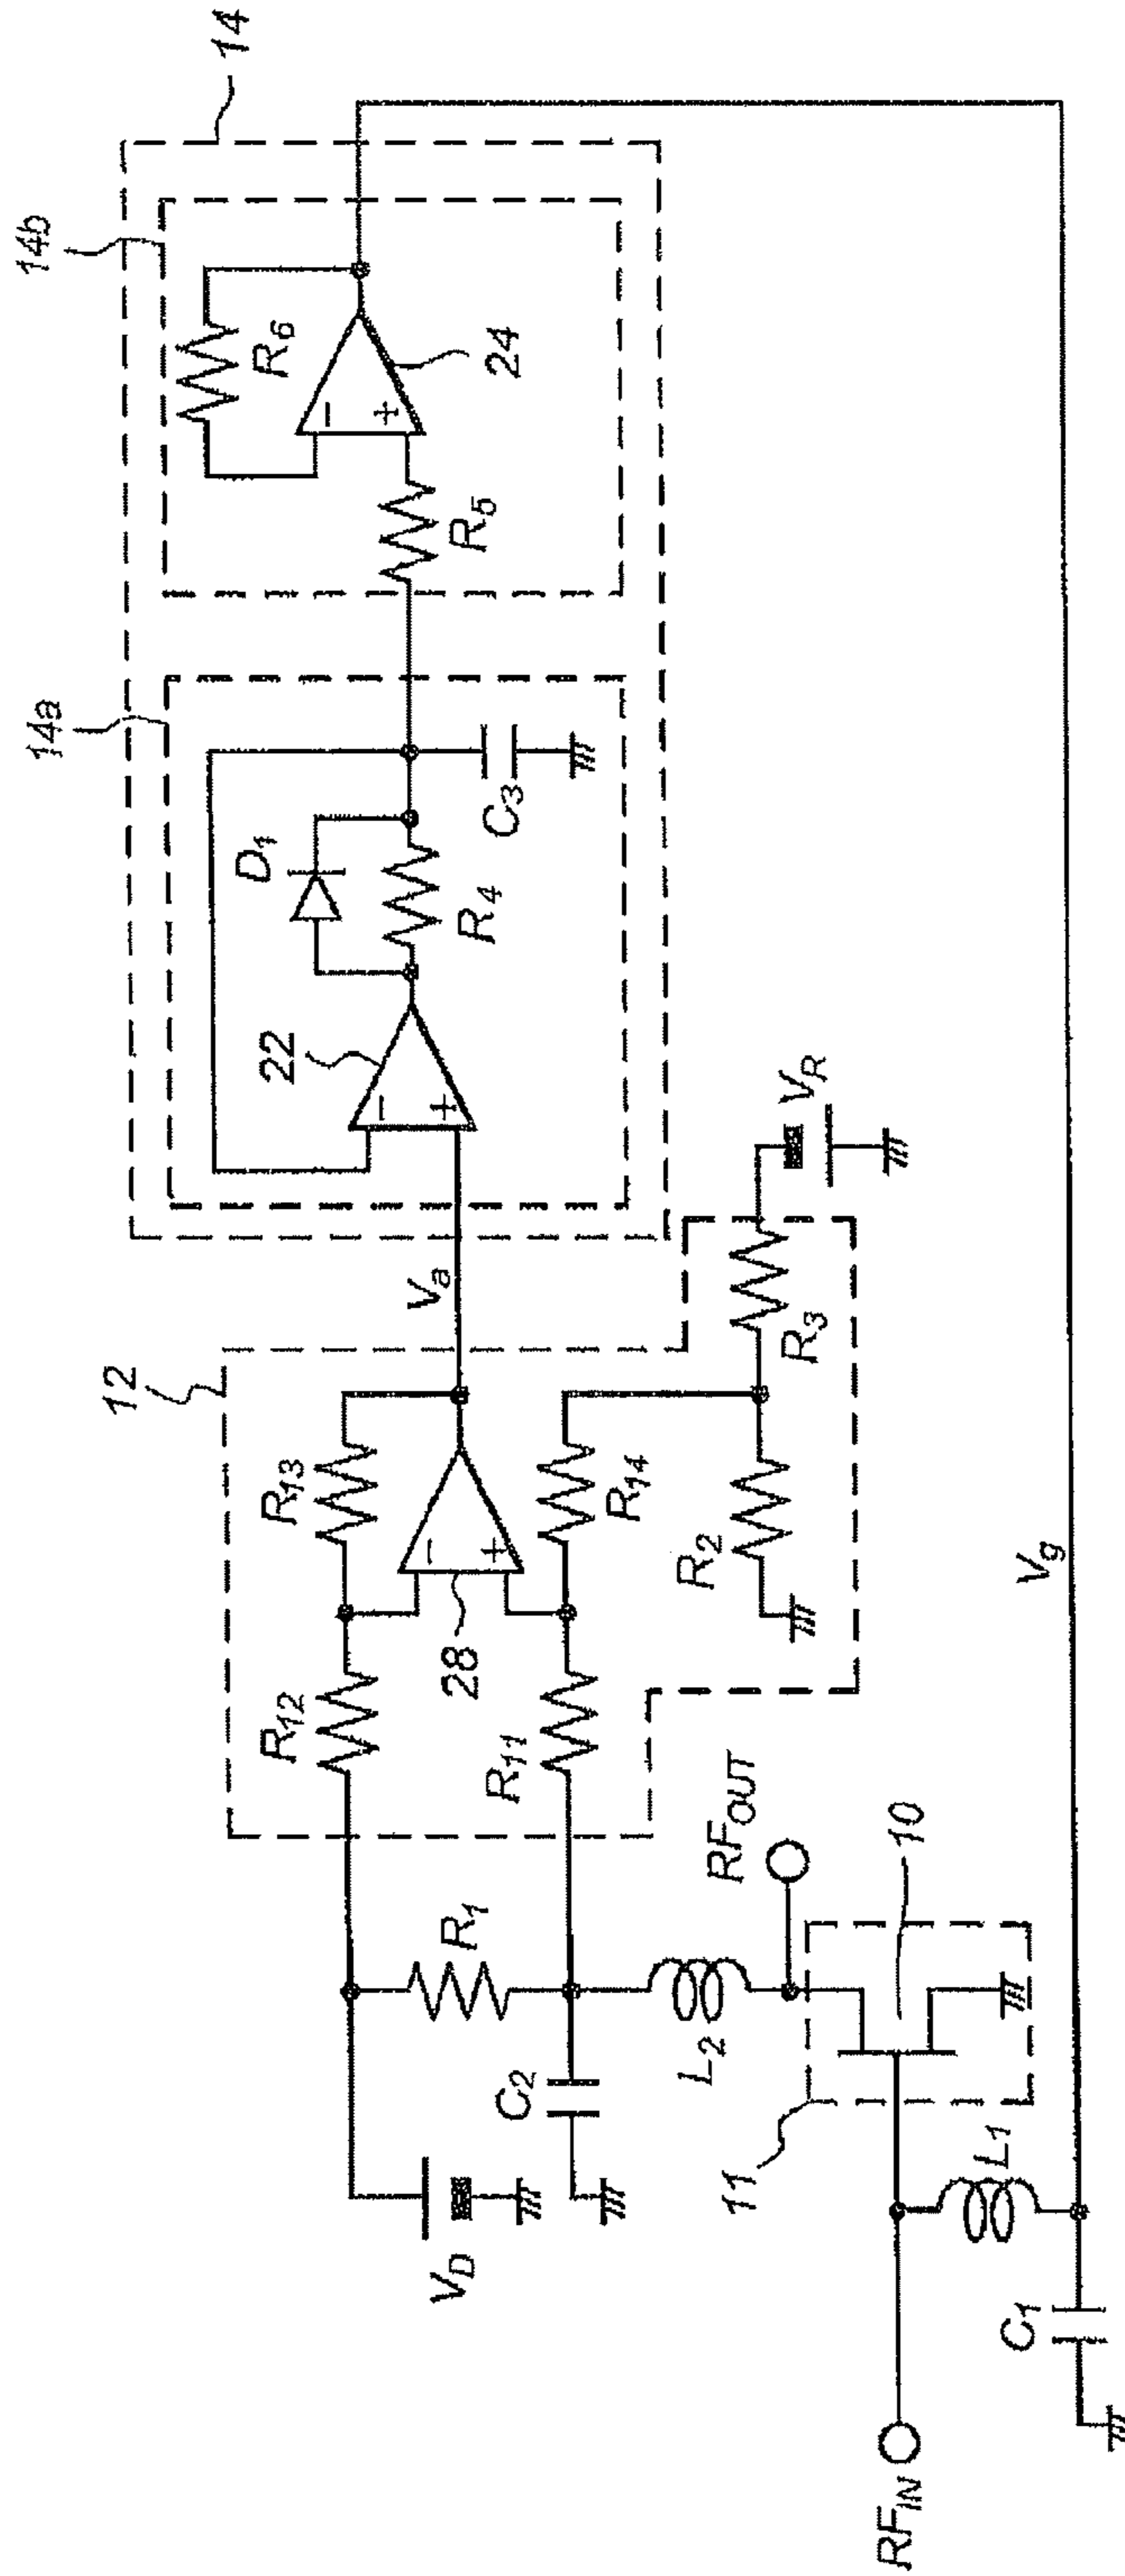 14
14b
14a
R6
24
R5
D1
22
R4
C3
12
Va
VR
R13
R3
R14
28
R2
R12
R11
Vg
R1
RFOUT
10
C2
L2
VD
11
L1
C1
RFIN
- +
- +
- +